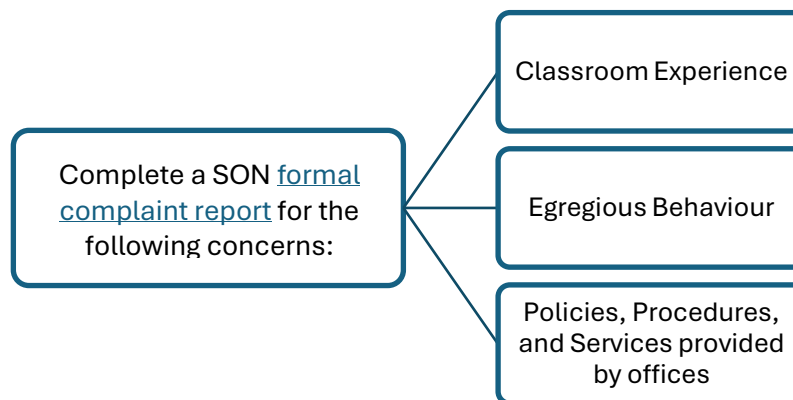 Complete a SON formal
complaint report for the
following concerns:
Classroom Experience
Egregious Behaviour
Policies, Procedures,
and Services provided
by offices